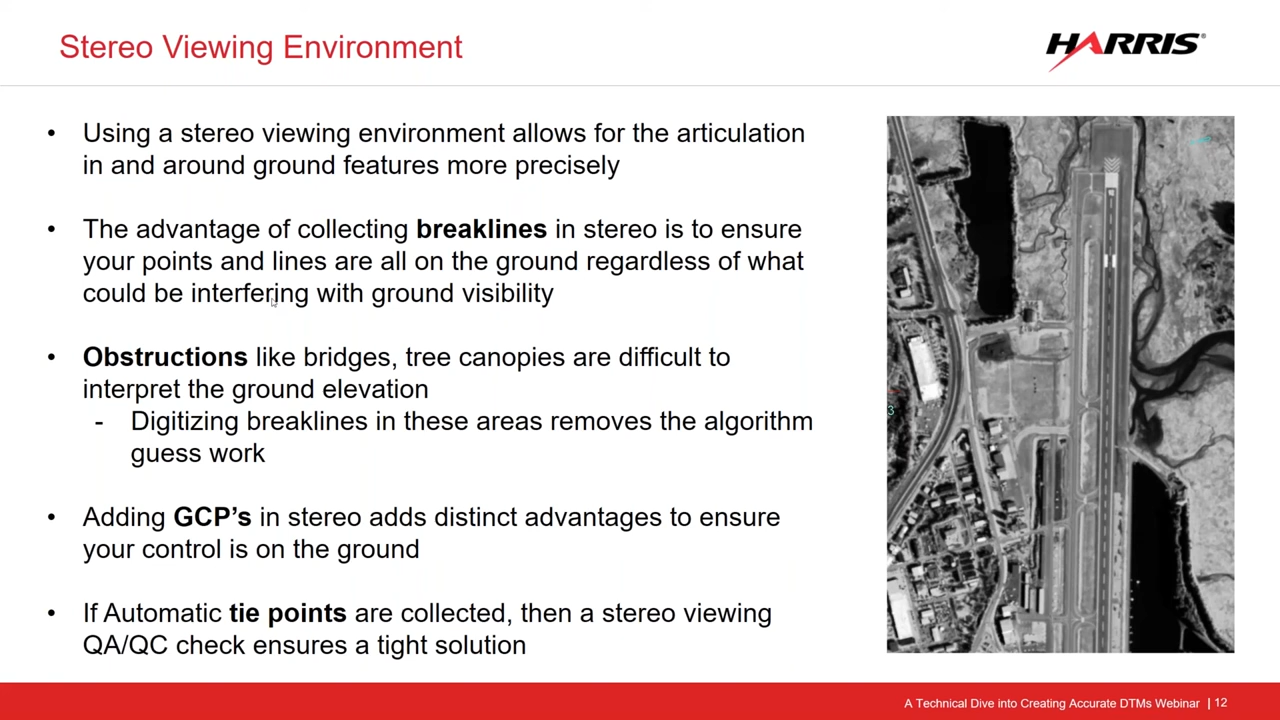 Stereo Viewing Environment
HARRIS®
• Using a stereo viewing environment allows for the articulation
in and around ground features more precisely
• The advantage of collecting breaklines in stereo is to ensure
your points and lines are all on the ground regardless of what
could be interfering with ground visibility
• Obstructions like bridges, tree canopies are difficult to
interpret the ground elevation
- Digitizing breaklines in these areas removes the algorithm
guess work
• Adding GCP’s in stereo adds distinct advantages to ensure
your control is on the ground
• If Automatic tie points are collected, then a stereo viewing
QA/QC check ensures a tight solution
3
A Technical Dive into Creating Accurate DTMs Webinar | 12